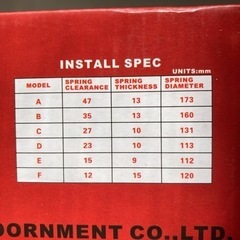 INSTALL SPEC
UNITS:mm
MODEL SPRING CLEARANCE SPRING THICKNESS SPRING DIAMETER
A 47 13 173
B 35 13 160
C 27 10 131
D 23 10 113
E 15 9 112
F 12 15 120
DORNMENT CO.,LTD.